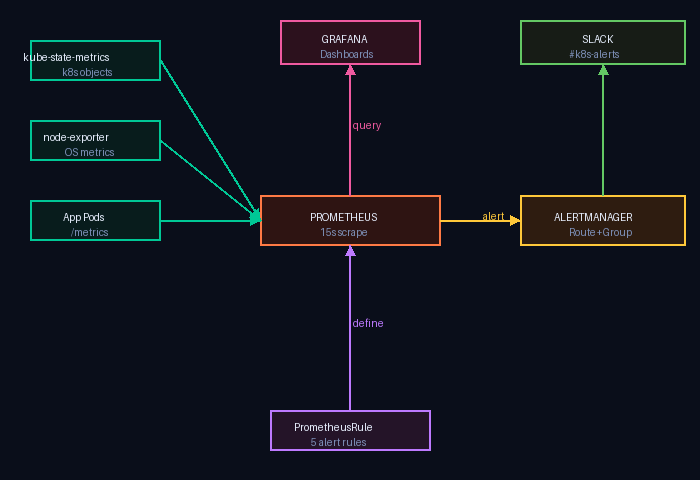 GRAFANA
Dashboards
SLACK
#k8s-alerts
kube-state-metrics
k8s objects
query
node-exporter
OS metrics
App Pods
/metrics
PROMETHEUS
15s scrape
alert
ALERTMANAGER
Route+Group
define
PrometheusRule
5 alert rules